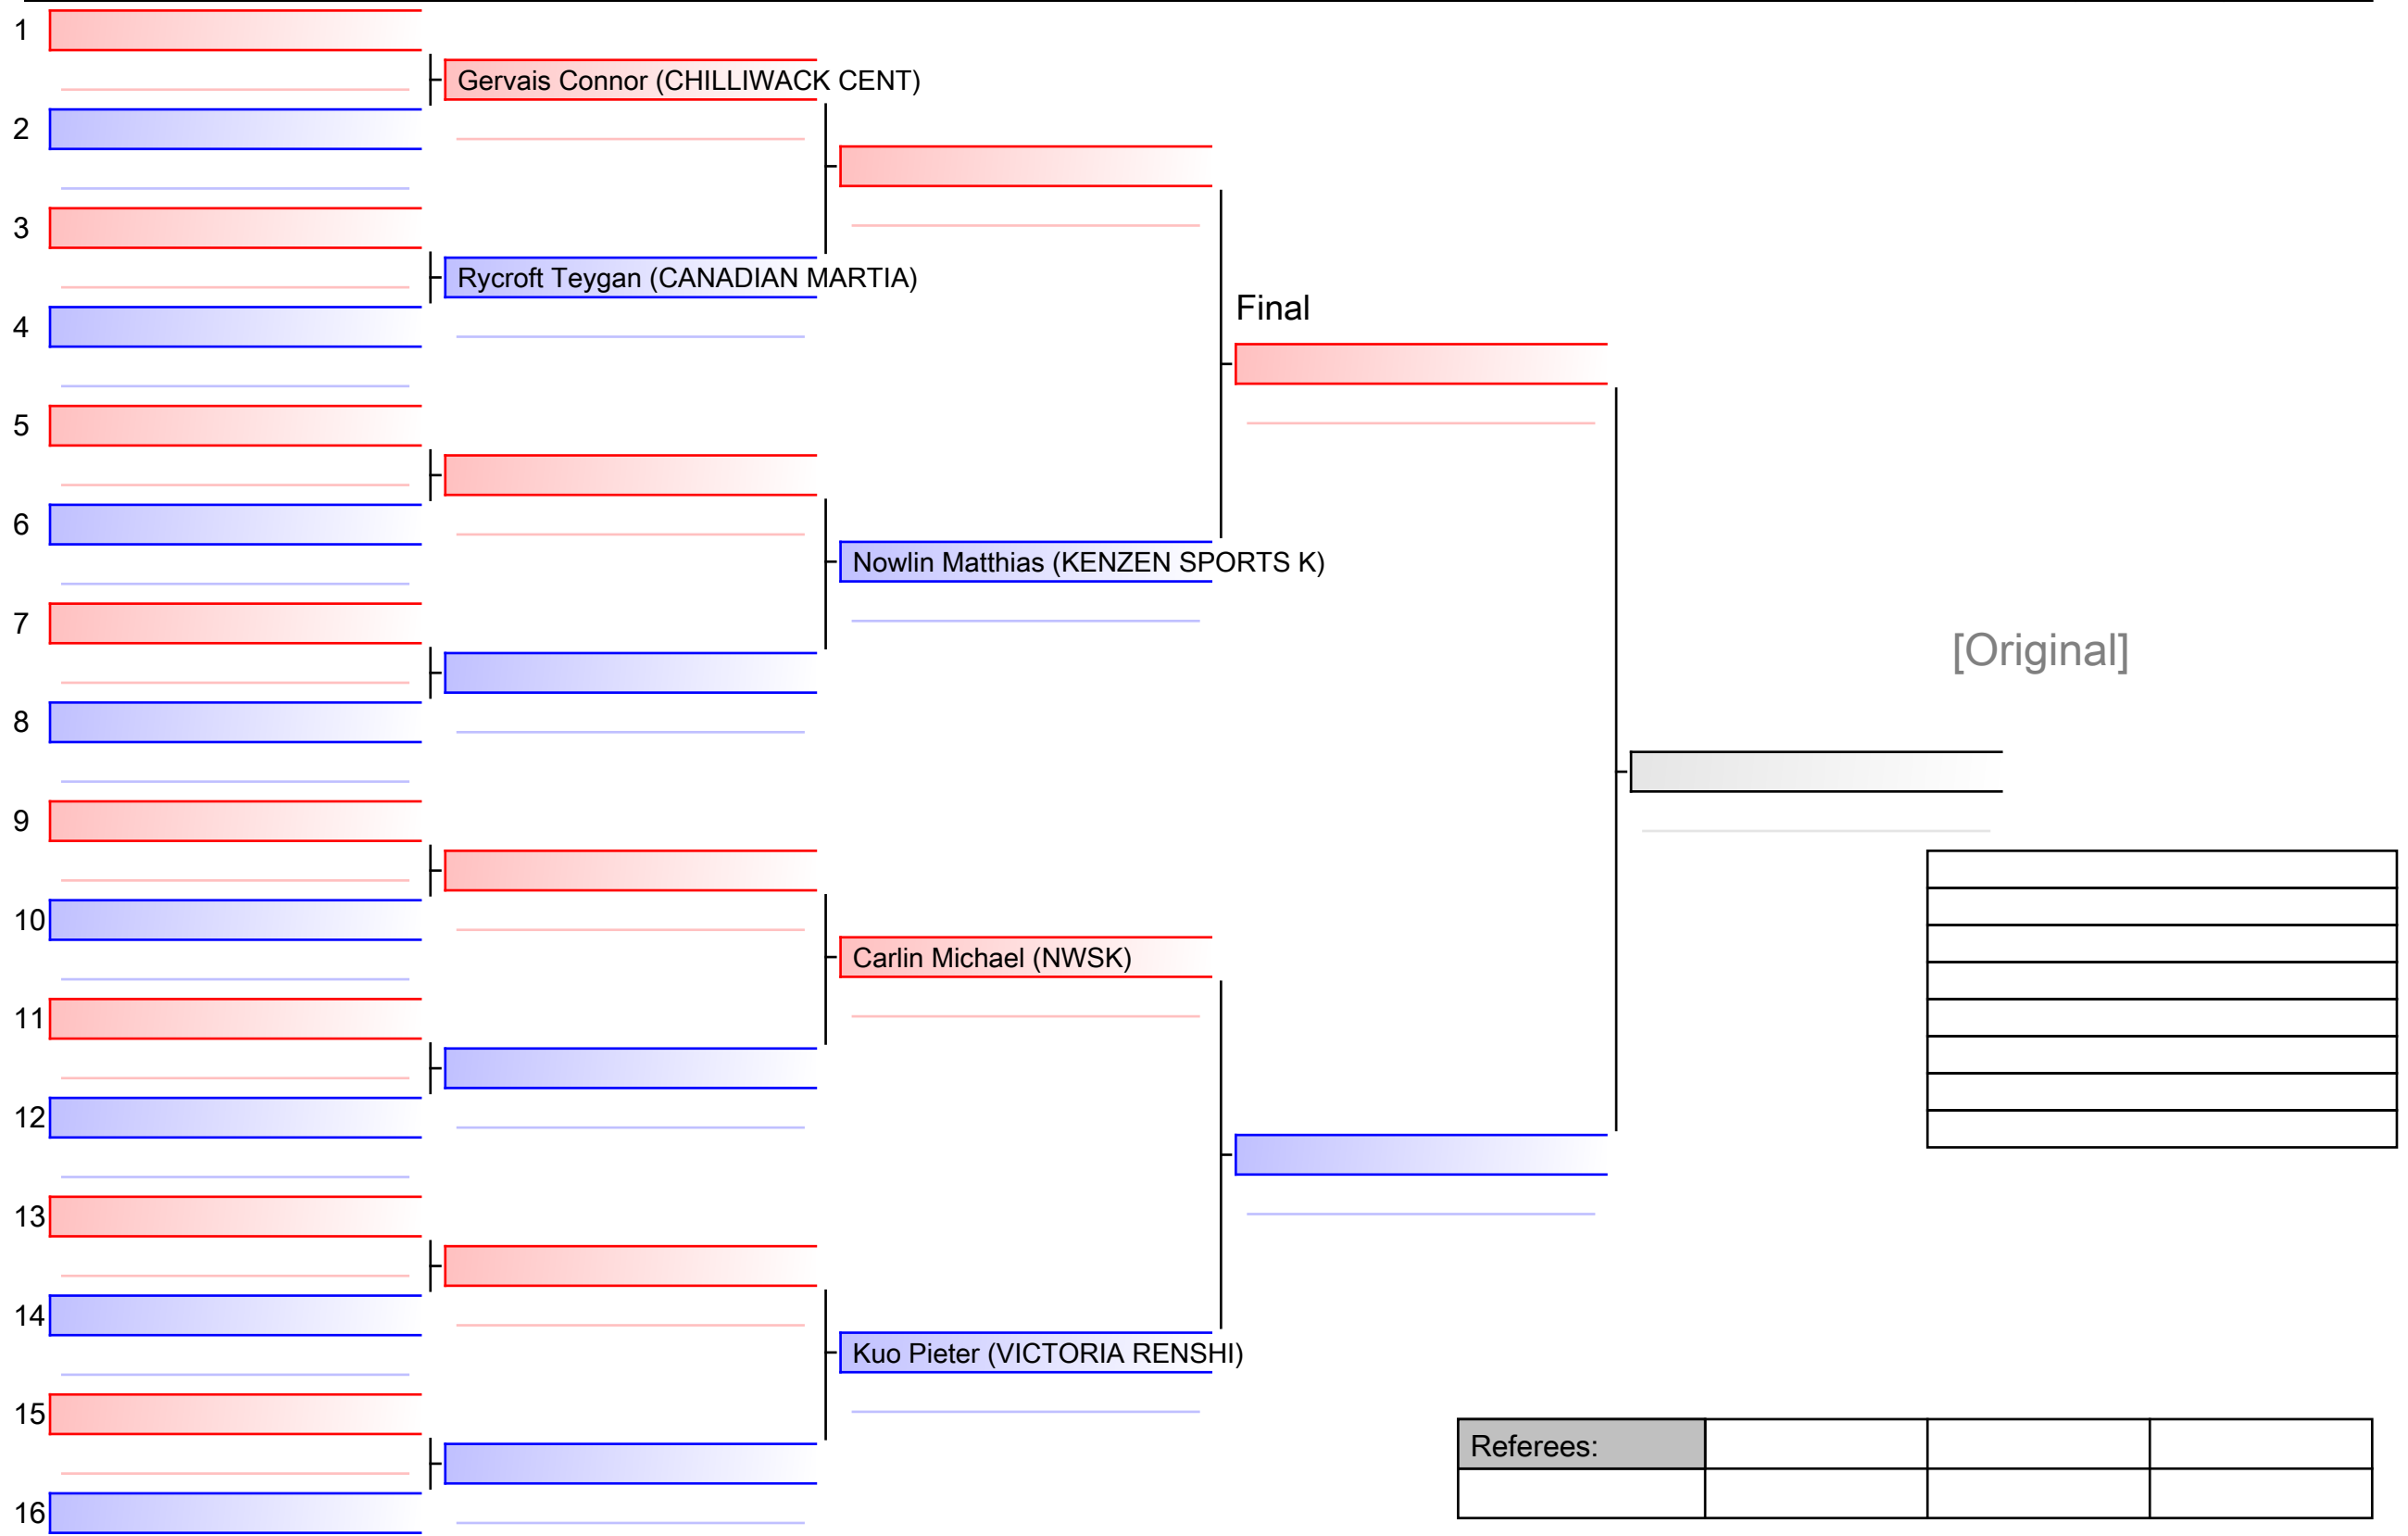 1
Gervais Connor (CHILLIWACK CENT)
2
3
Rycroft Teygan (CANADIAN MARTIA)
Final
4
5
6
Nowlin Matthias (KENZEN SPORTS K)
7
[Original]
8
9
10
Carlin Michael (NWSK)
11
12
13
14
Kuo Pieter (VICTORIA RENSHI)
15
Referees:
16